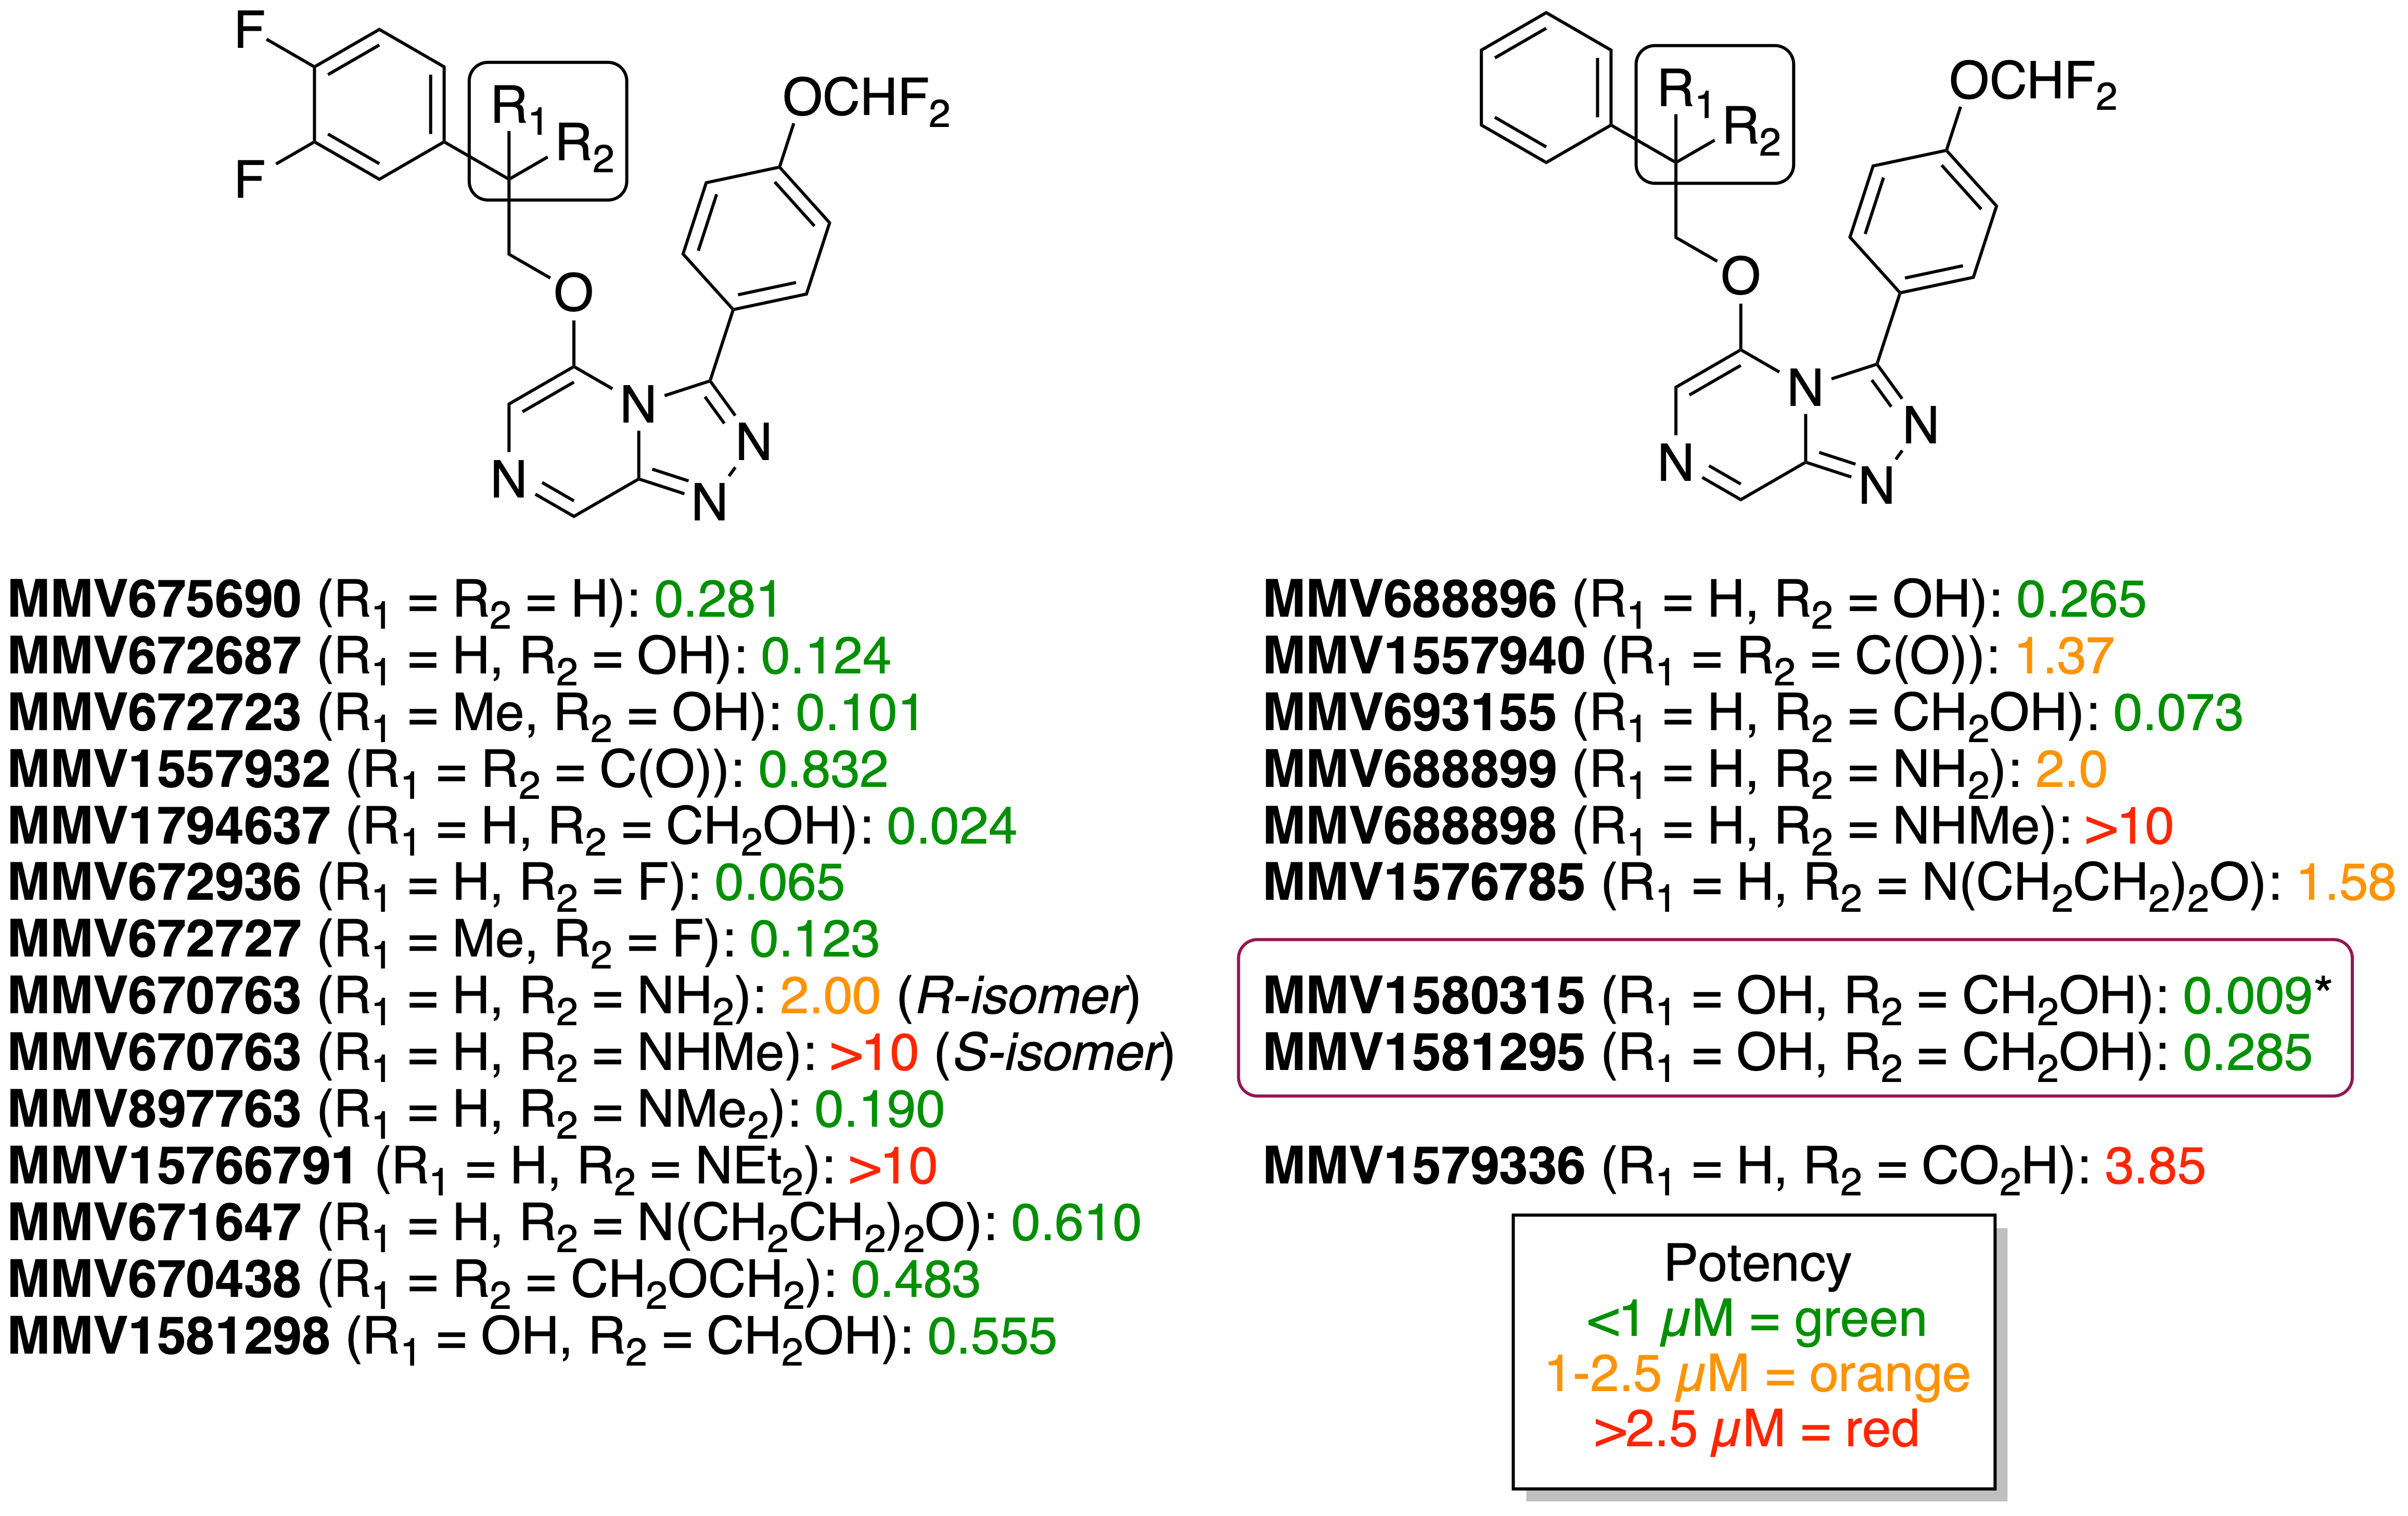 F
F
R1
R2
OCHF2
O
N
N
N
N
MMV675690 (R1 = R2 = H): 0.281
MMV672687 (R1 = H, R2 = OH): 0.124
MMV672723 (R1 = Me, R2 = OH): 0.101
MMV1557932 (R1 = R2 = C(O)): 0.832
MMV1794637 (R1 = H, R2 = CH2OH): 0.024
MMV672936 (R1 = H, R2 = F): 0.065
MMV672727 (R1 = Me, R2 = F): 0.123
MMV670763 (R1 = H, R2 = NH2): 2.00 (R-isomer)
MMV670763 (R1 = H, R2 = NHMe): >10 (S-isomer)
MMV897763 (R1 = H, R2 = NMe2): 0.190
MMV15766791 (R1 = H, R2 = NEt2): >10
MMV671647 (R1 = H, R2 = N(CH2CH2)2O): 0.610
MMV670438 (R1 = R2 = CH2OCH2): 0.483
MMV1581298 (R1 = OH, R2 = CH2OH): 0.555
R1
R2
OCHF2
O
N
N
N
N
MMV688896 (R1 = H, R2 = OH): 0.265
MMV1557940 (R1 = R2 = C(O)): 1.37
MMV693155 (R1 = H, R2 = CH2OH): 0.073
MMV688899 (R1 = H, R2 = NH2): 2.0
MMV688898 (R1 = H, R2 = NHMe): >10
MMV1576785 (R1 = H, R2 = N(CH2CH2)2O): 1.58
MMV1580315 (R1 = OH, R2 = CH2OH): 0.009*
MMV1581295 (R1 = OH, R2 = CH2OH): 0.285
MMV1579336 (R1 = H, R2 = CO2H): 3.85
Potency
<1 µM = green
1-2.5 µM = orange
>2.5 µM = red